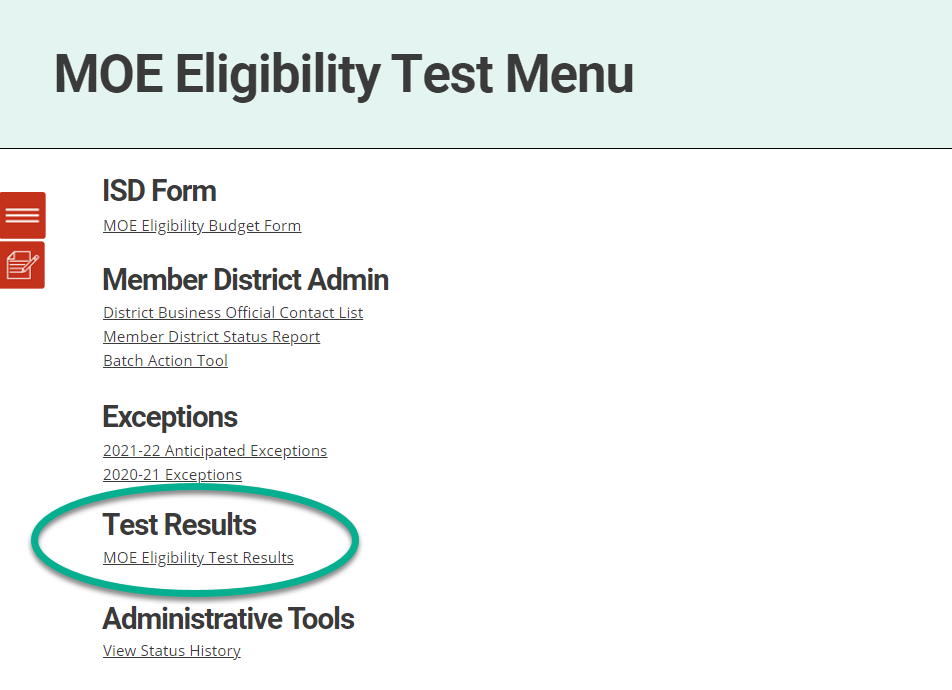 MOE Eligibility Test Menu
ISD Form
MOE Eligibility Budget Form
Member District Admin
District Business Official Contact List
Member District Status Report
Batch Action Tool
Exceptions
2021-22 Anticipated Exceptions
2020-21 Exceptions
Test Results
MOE Eligibility Test Results
Administrative Tools
View Status History